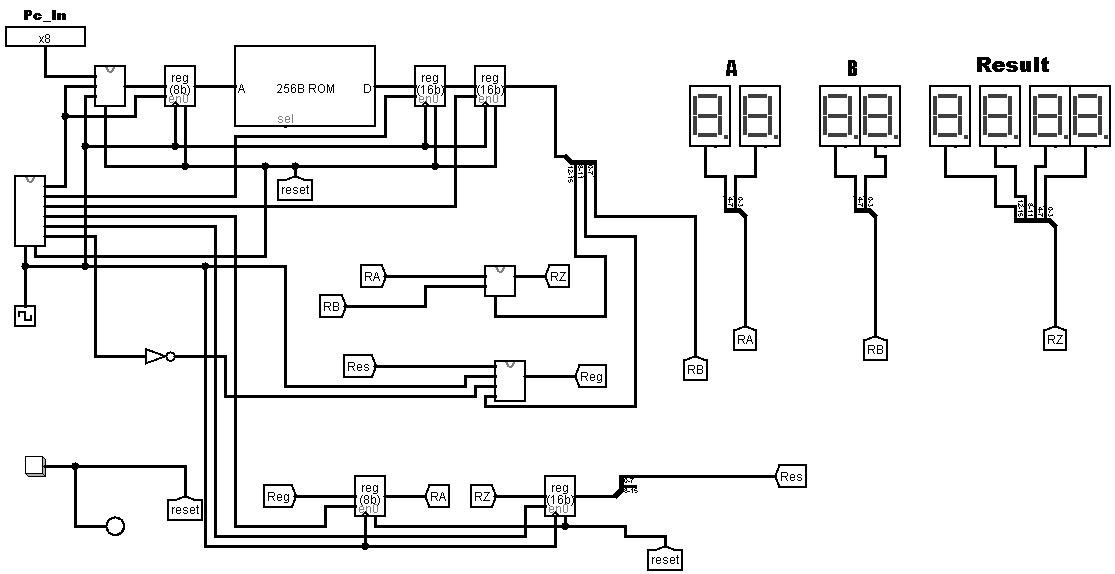 Pc_In
x8
A
B
Result
reg
(8b)
en0
A
256B ROM
D
sel
reg
(16b)
en0
reg
(16b)
en0
reset
12-15
8-11
0-7
4-7
0-3
4-7
0-3
12-15
8-11
4-7
0-3
RA
RZ
RB
RA
RB
RZ
Res
Reg
RB
reset
Reg
reg
(8b)
en0
RA
RZ
reg
(16b)
en0
0-7
8-15
Res
reset